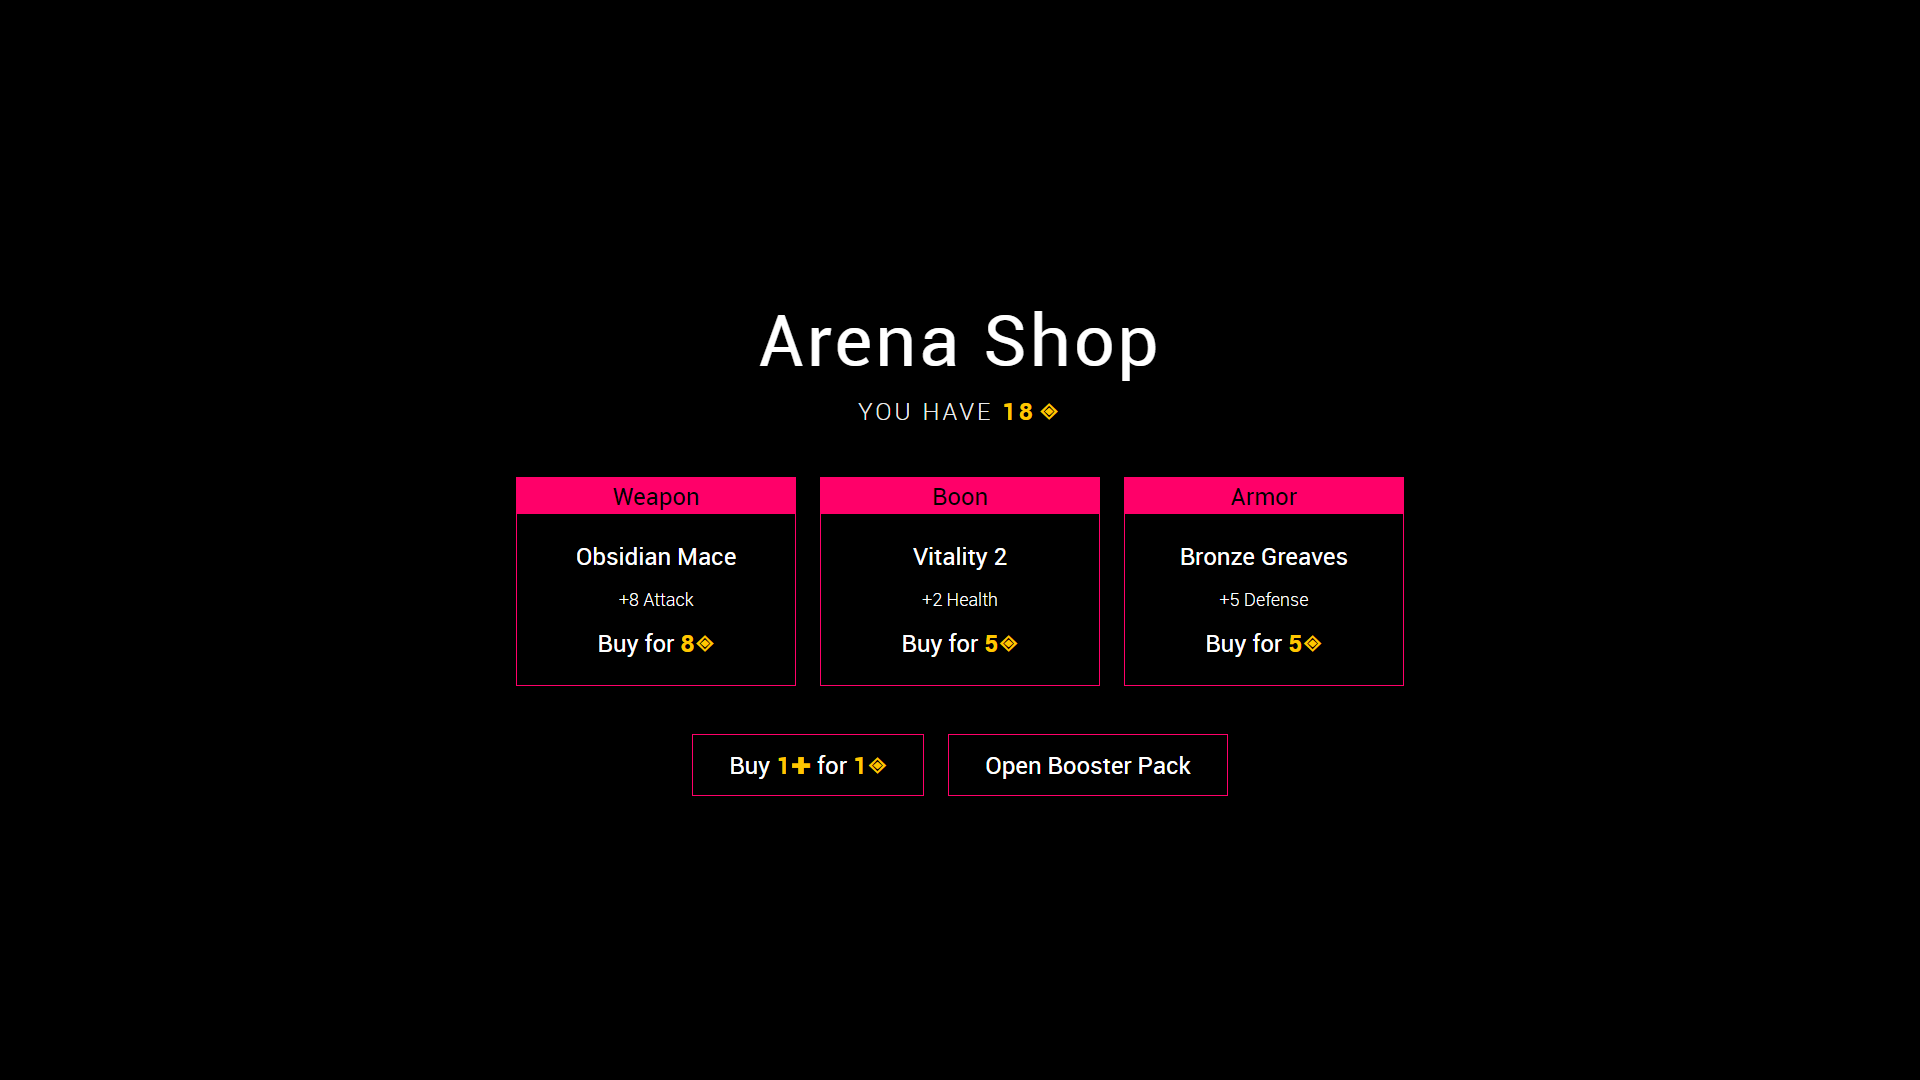 Arena Shop
YOU HAVE 18
Weapon
Obsidian Mace
+8 Attack
Buy for 8
Boon
Vitality 2
+2 Health
Buy for 5
Armor
Bronze Greaves
+5 Defense
Buy for 5
Buy 1✚ for 1
Open Booster Pack